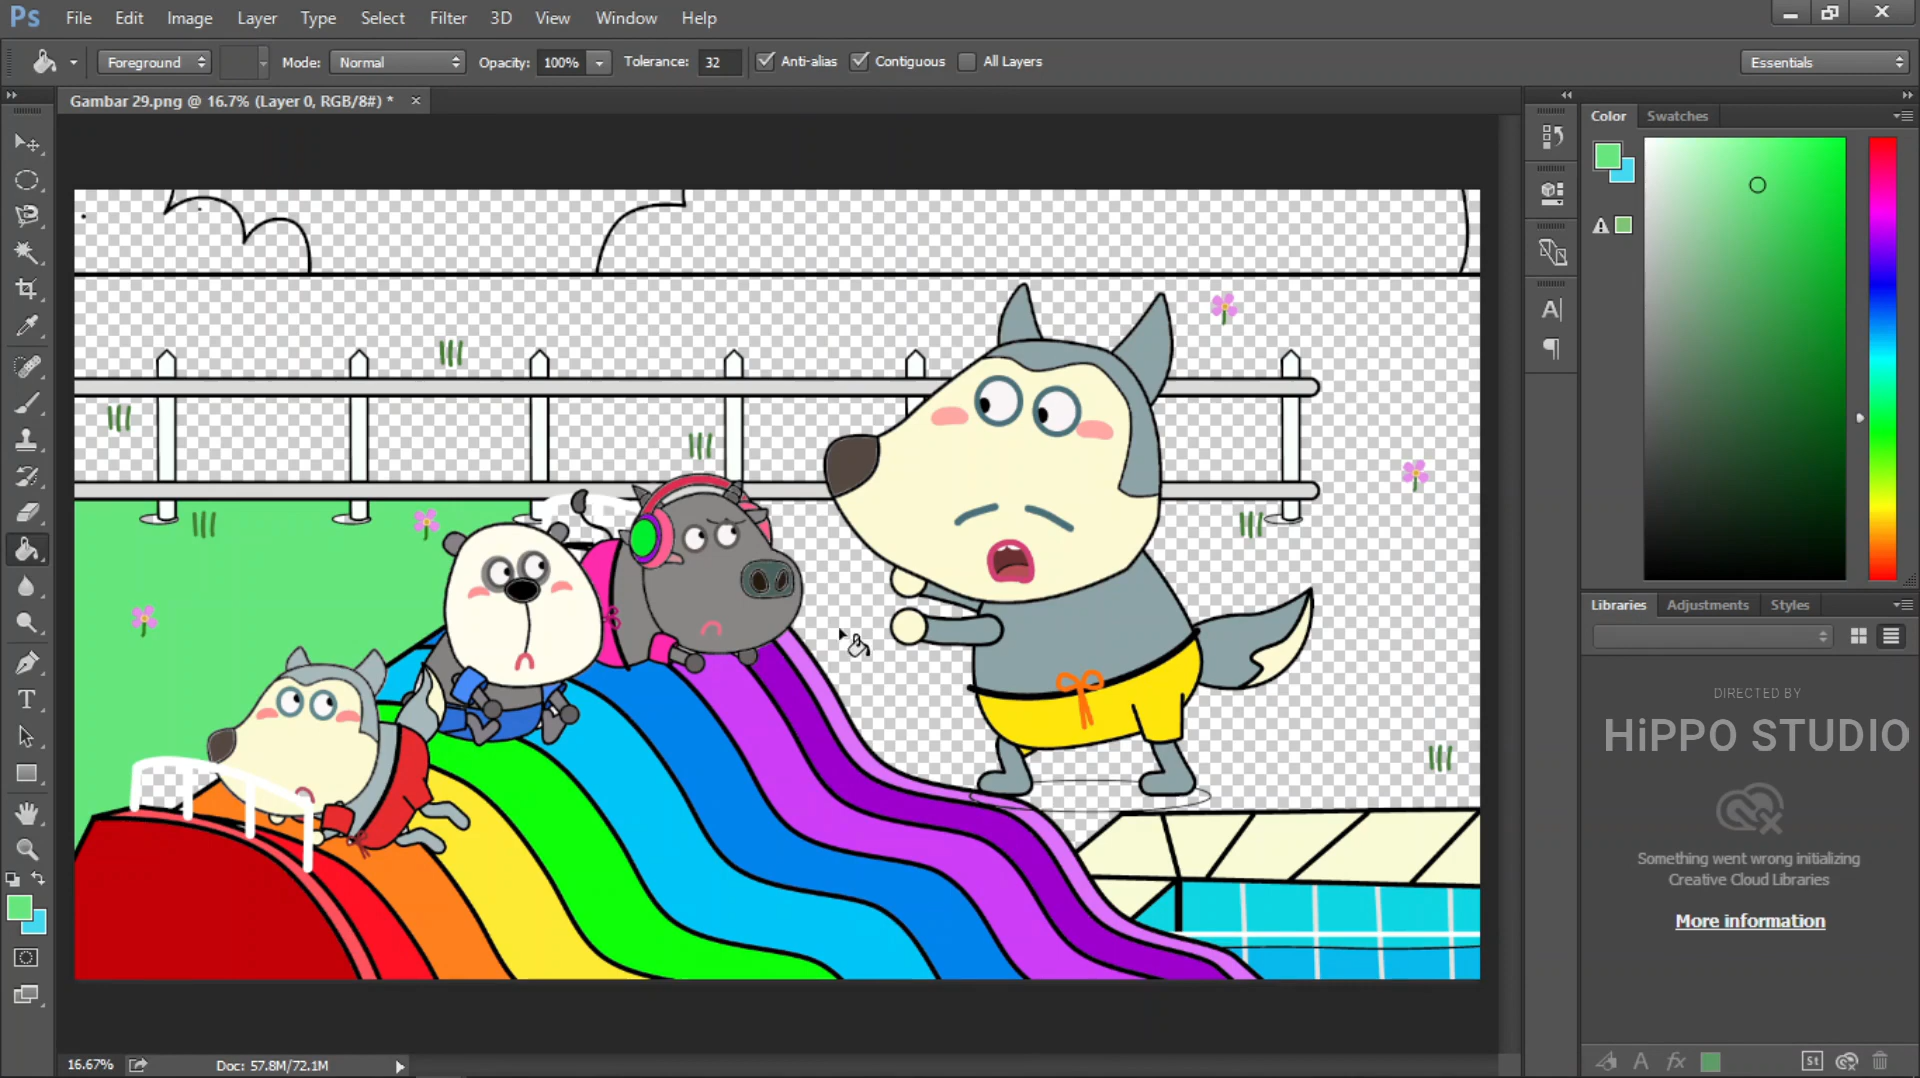 Ps File Edit Image Layer Type Select Filter 3D View Window Help
Foreground Mode: Normal Opacity: 100% Tolerance: 32 Anti-alias Contiguous All Layers Essentials
Gambar 29.png @ 16.7% (Layer 0, RGB/8#) * ×
Color Swatches
Libraries Adjustments Styles
DIRECTED BY
HiPPO STUDIO
Something went wrong initializing
Creative Cloud Libraries
More information
16.67% Doc: 57.8M/72.1M
A fx St